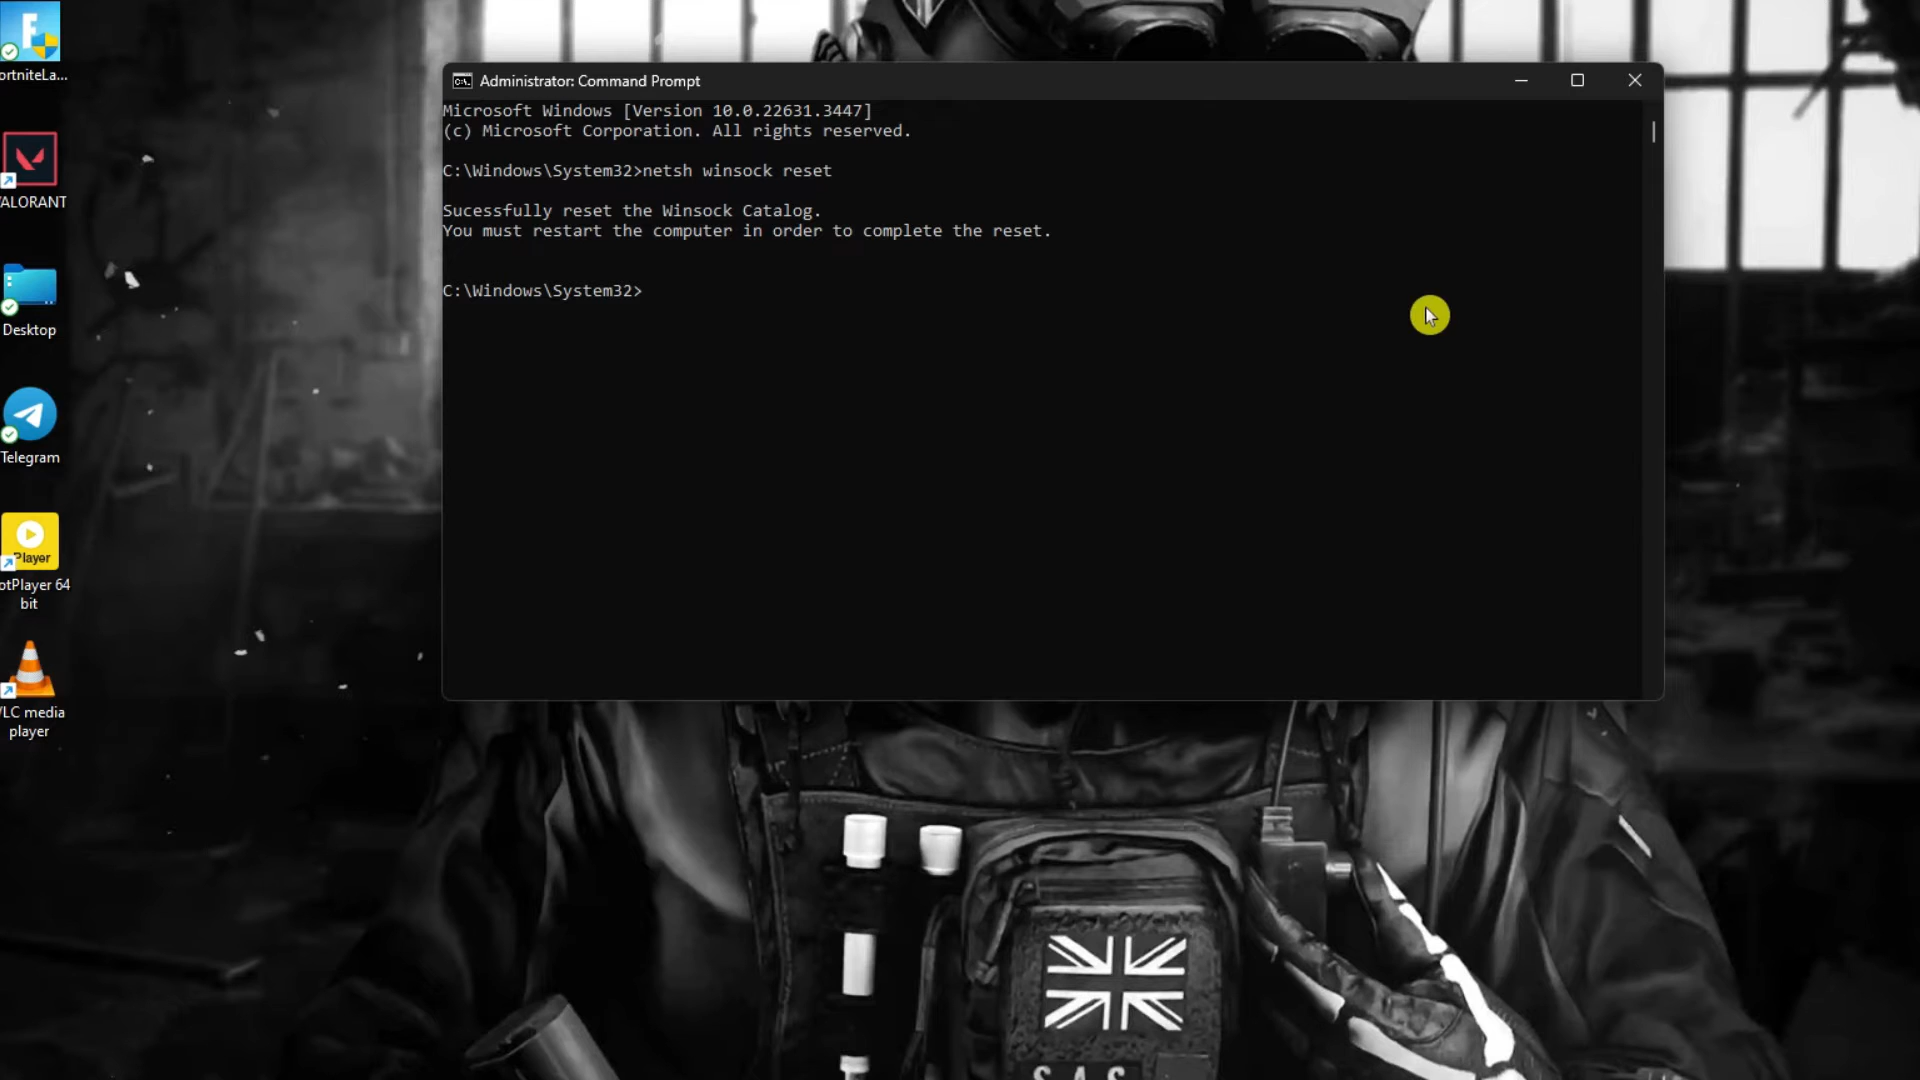 Administrator: Command Prompt
Microsoft Windows [Version 10.0.22631.3447]
(c) Microsoft Corporation. All rights reserved.
C:\Windows\System32>netsh winsock reset
Sucessfully reset the Winsock Catalog.
You must restart the computer in order to complete the reset.
C:\Windows\System32>
ortniteLa...
ALORANT
Desktop
Telegram
Player
otPlayer 64
bit
VLC media
player
SAS